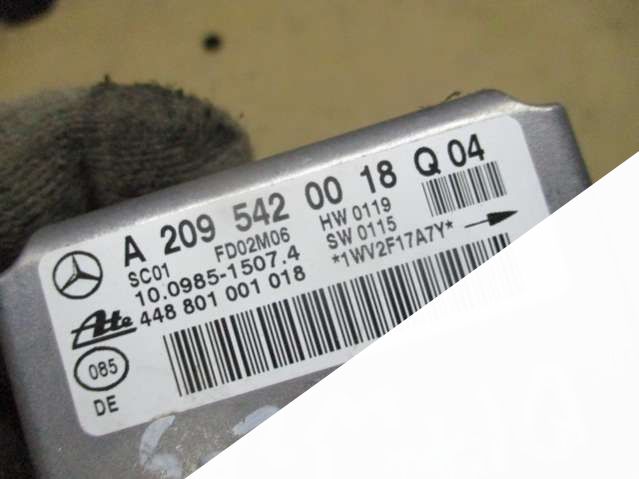 A 209 542 00 18 Q 04
SC01 FD02M06 HW 0119
10.0985-1507.4 SW 0115
Ate 448 801 001 018 *1WV2F17A7Y*
085
DE